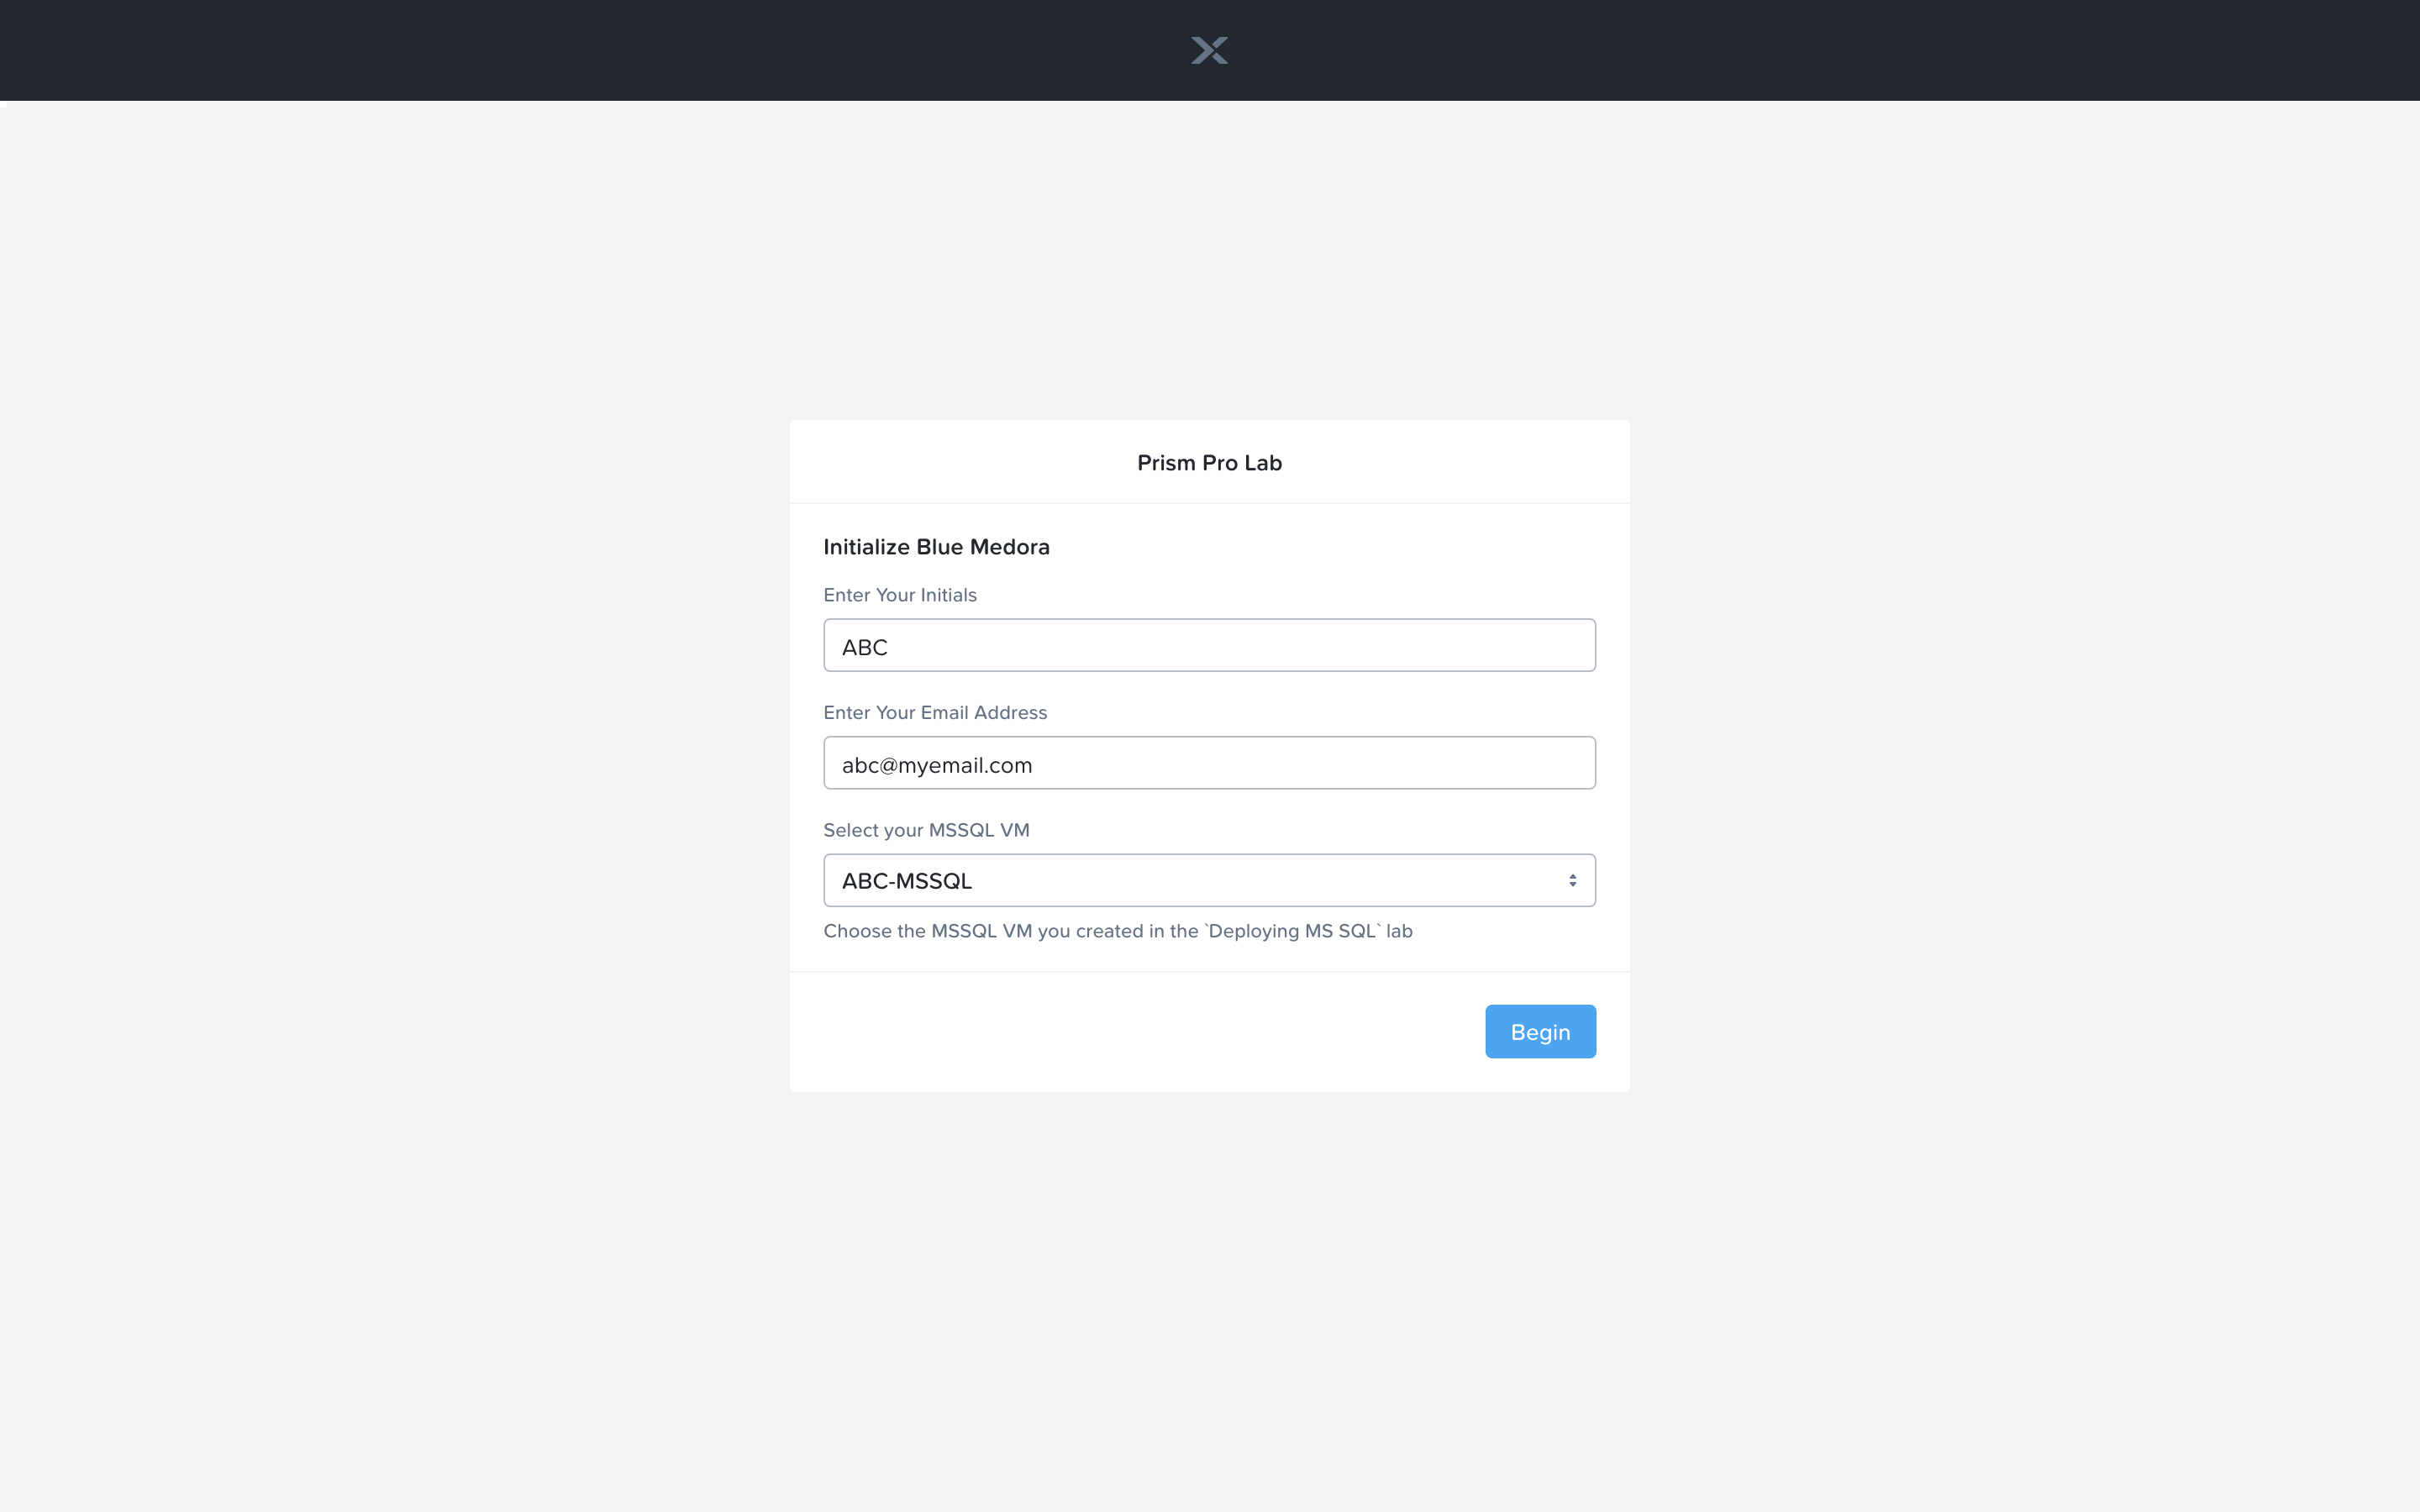 Prism Pro Lab
Initialize Blue Medora
Enter Your Initials
ABC
Enter Your Email Address
abc@myemail.com
Select your MSSQL VM
ABC-MSSQL
Choose the MSSQL VM you created in the `Deploying MS SQL` lab
Begin